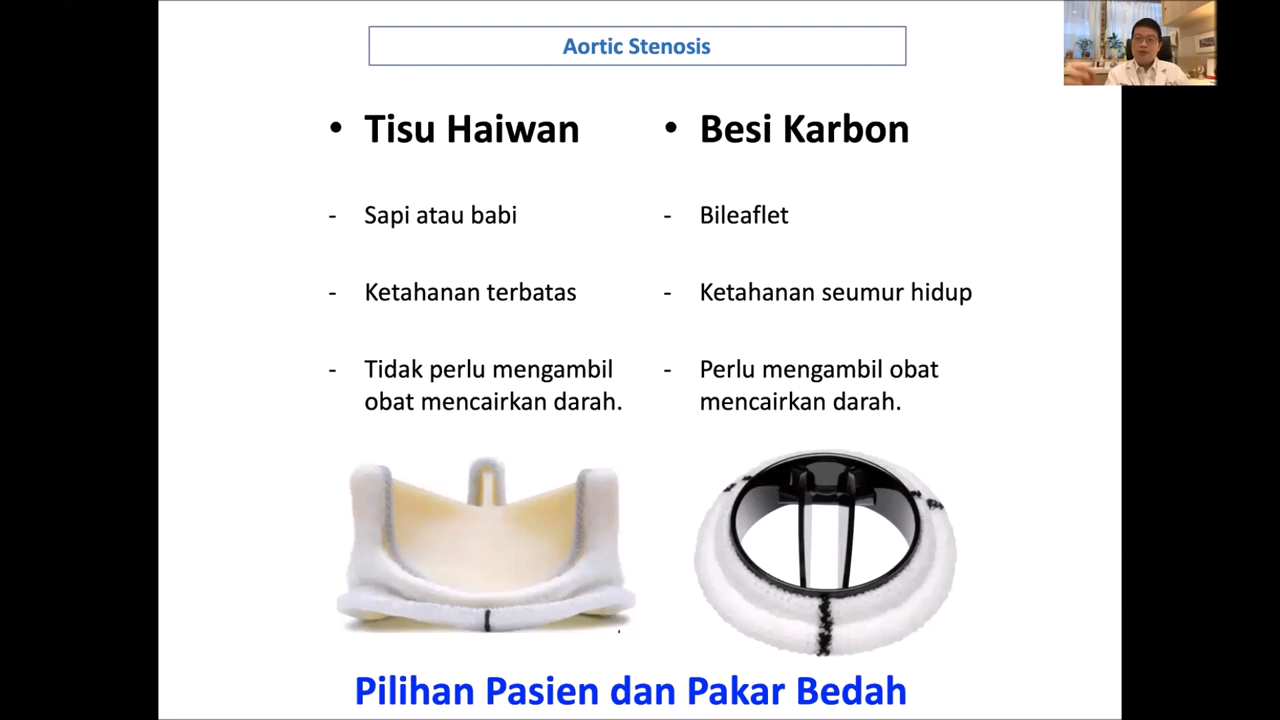 Aortic Stenosis
• Tisu Haiwan
- Sapi atau babi
- Ketahanan terbatas
- Tidak perlu mengambil
obat mencairkan darah.
• Besi Karbon
- Bileaflet
- Ketahanan seumur hidup
- Perlu mengambil obat
mencairkan darah.
Pilihan Pasien dan Pakar Bedah